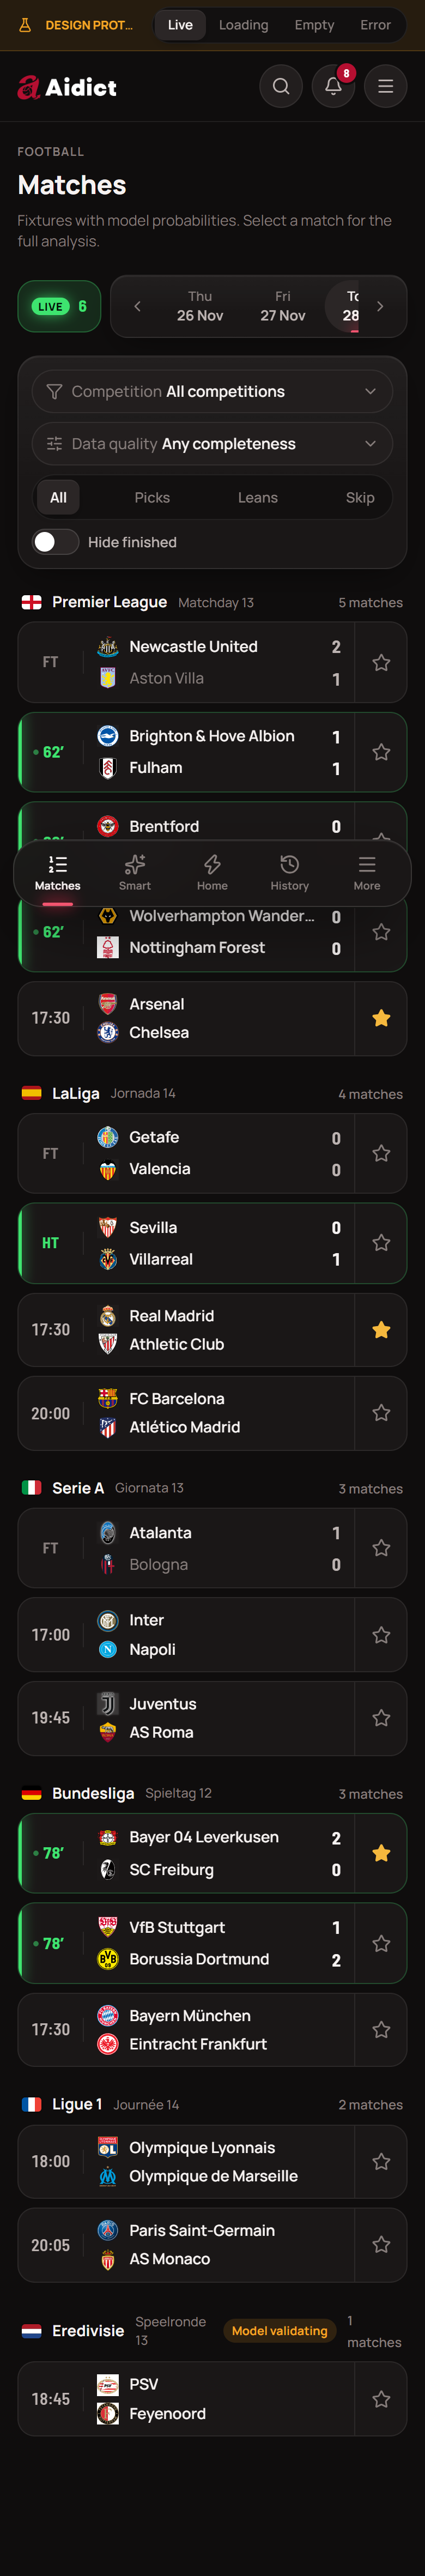 DESIGN PROT... Live Loading Empty Error
Aidict 8
FOOTBALL
Matches
Fixtures with model probabilities. Select a match for the
full analysis.
LIVE 6
Thu
26 Nov
Fri
27 Nov
Competition All competitions
Data quality Any completeness
All Picks Leans Skip
Hide finished
Premier League Matchday 13 5 matches
FT
Newcastle United 2
Aston Villa 1
62′
Brighton & Hove Albion 1
Fulham 1
Brentford 0
Matches Smart Home History More
62′
Wolverhampton Wander... 0
Nottingham Forest 0
17:30
Arsenal
Chelsea
LaLiga Jornada 14 4 matches
FT
Getafe 0
Valencia 0
HT
Sevilla 0
Villarreal 1
17:30
Real Madrid
Athletic Club
20:00
FC Barcelona
Atlético Madrid
Serie A Giornata 13 3 matches
FT
Atalanta 1
Bologna 0
17:00
Inter
Napoli
19:45
Juventus
AS Roma
Bundesliga Spieltag 12 3 matches
78′
Bayer 04 Leverkusen 2
SC Freiburg 0
78′
VfB Stuttgart 1
Borussia Dortmund 2
17:30
Bayern München
Eintracht Frankfurt
Ligue 1 Journée 14 2 matches
18:00
Olympique Lyonnais
Olympique de Marseille
20:05
Paris Saint-Germain
AS Monaco
Eredivisie Speelronde
13
Model validating
1
matches
18:45
PSV
Feyenoord